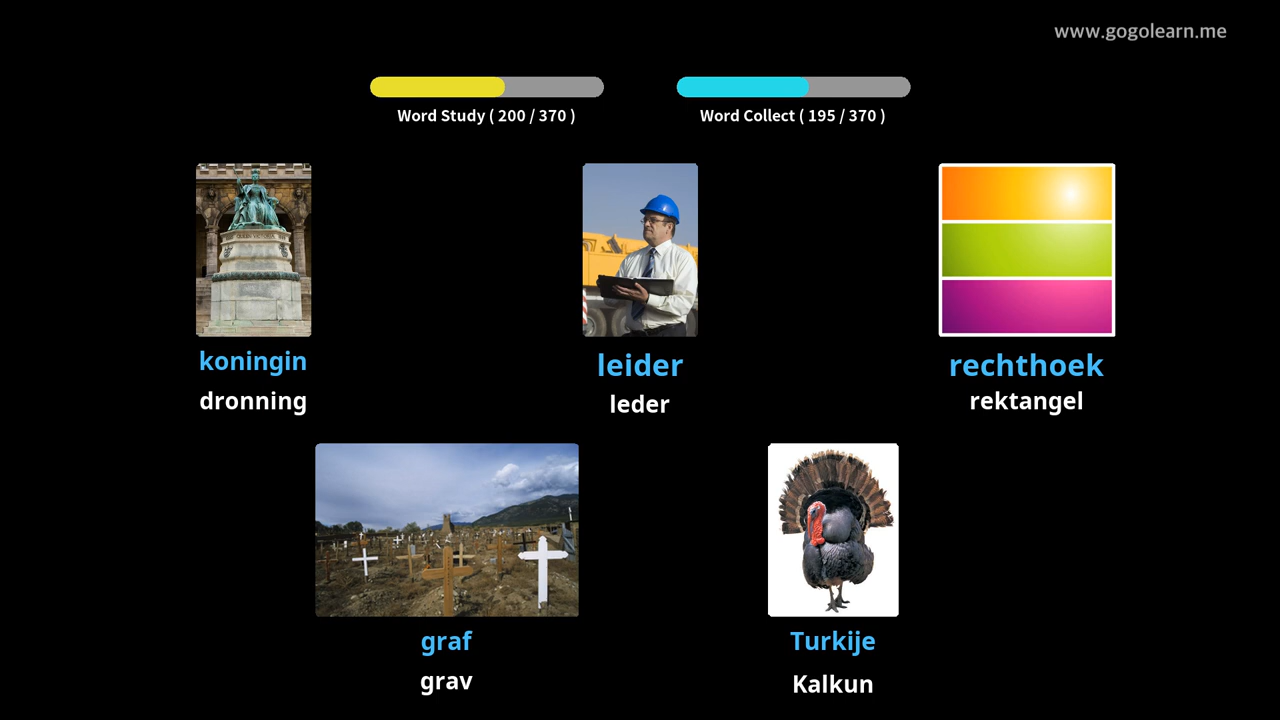 www.gogolearn.me
Word Study ( 200 / 370 )
Word Collect ( 195 / 370 )
koningin
dronning
leider
leder
rechthoek
rektangel
graf
grav
Turkije
Kalkun